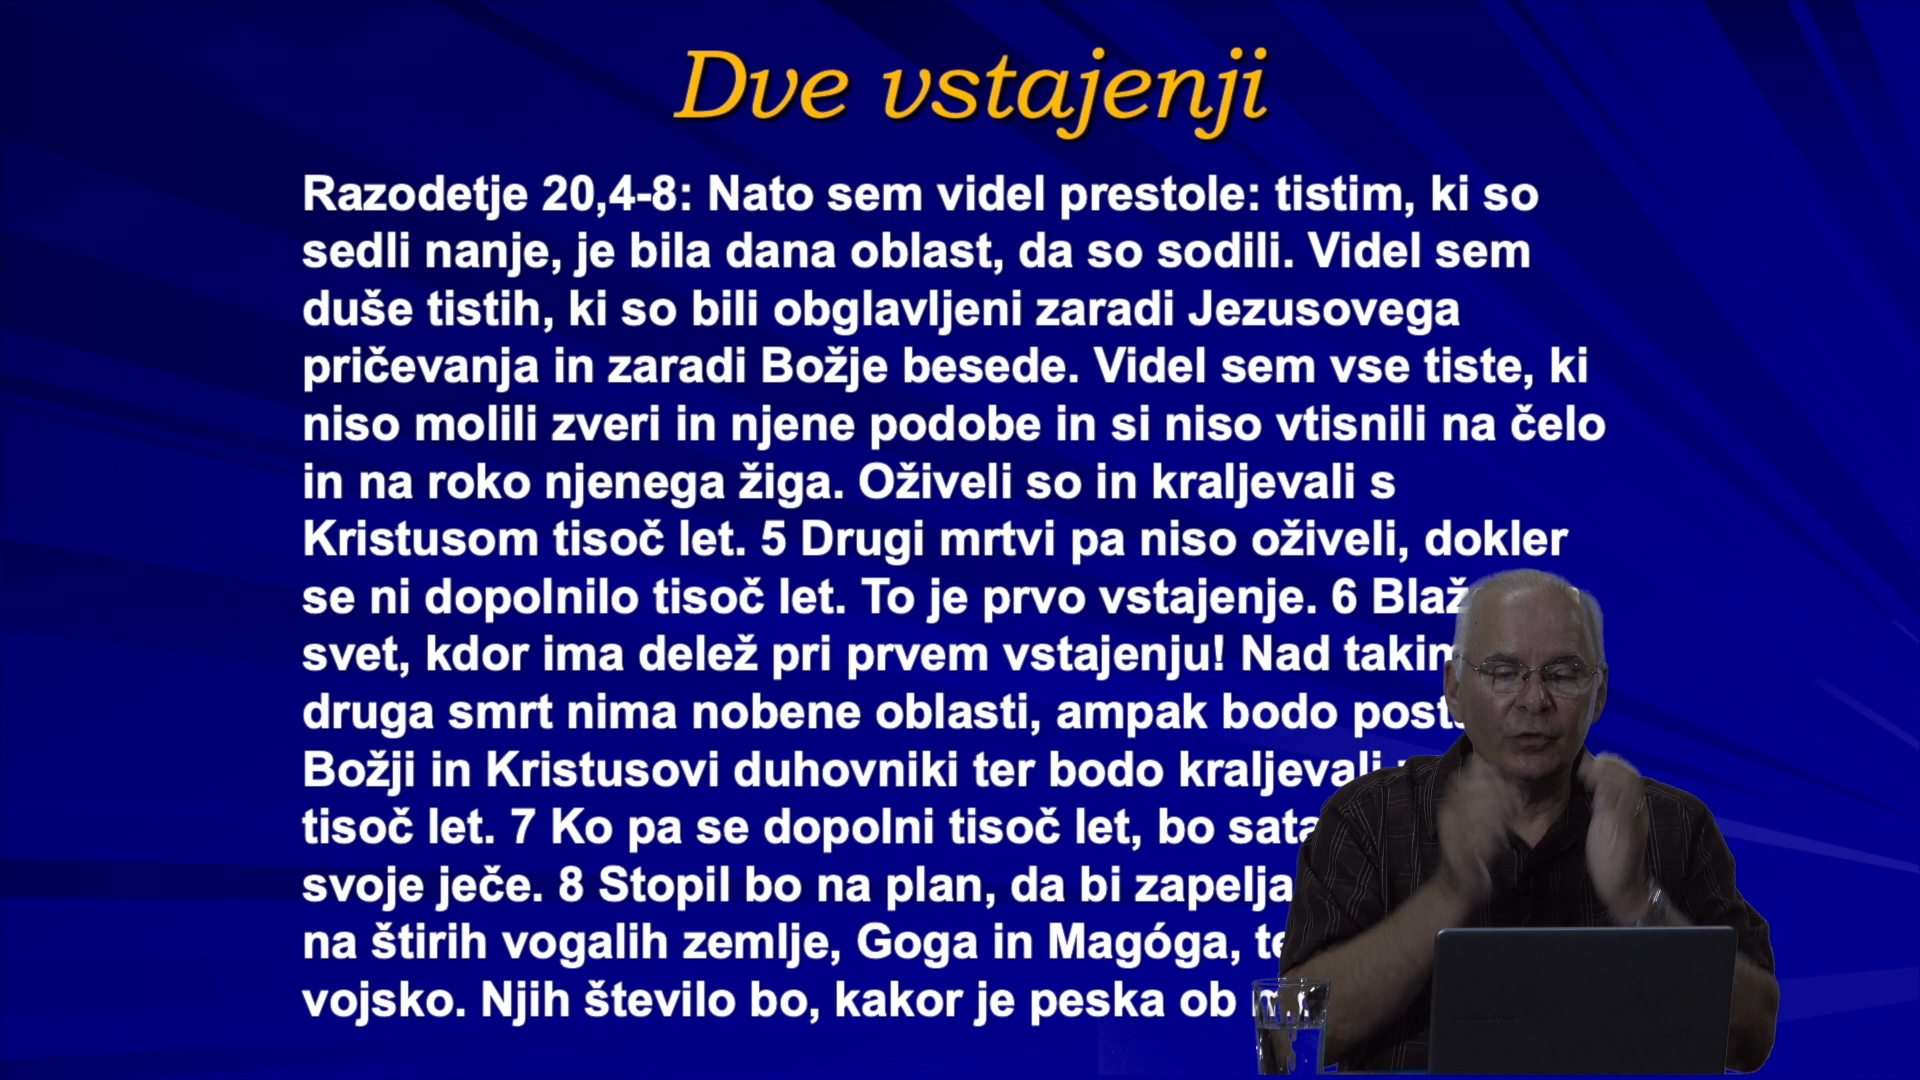 Dve vstajenji
Razodetje 20,4-8: Nato sem videl prestole: tistim, ki so
sedli nanje, je bila dana oblast, da so sodili. Videl sem
duše tistih, ki so bili obglavljeni zaradi Jezusovega
pričevanja in zaradi Božje besede. Videl sem vse tiste, ki
niso molili zveri in njene podobe in si niso vtisnili na čelo
in na roko njenega žiga. Oživeli so in kraljevali s
Kristusom tisoč let. 5 Drugi mrtvi pa niso oživeli, dokler
se ni dopolnilo tisoč let. To je prvo vstajenje. 6
svet, kdor ima delež pri prvem vstajenju! Nad
druga smrt nima nobene oblasti, ampak bodo
Božji in Kristusovi duhovniki ter bodo kraljevali
tisoč let. 7 Ko pa se dopolni tisoč let, bo
svoje ječe. 8 Stopil bo na plan, da bi
na štirih vogalih zemlje, Goga in Magóga,
vojsko. Njih število bo, kakor je peska ob